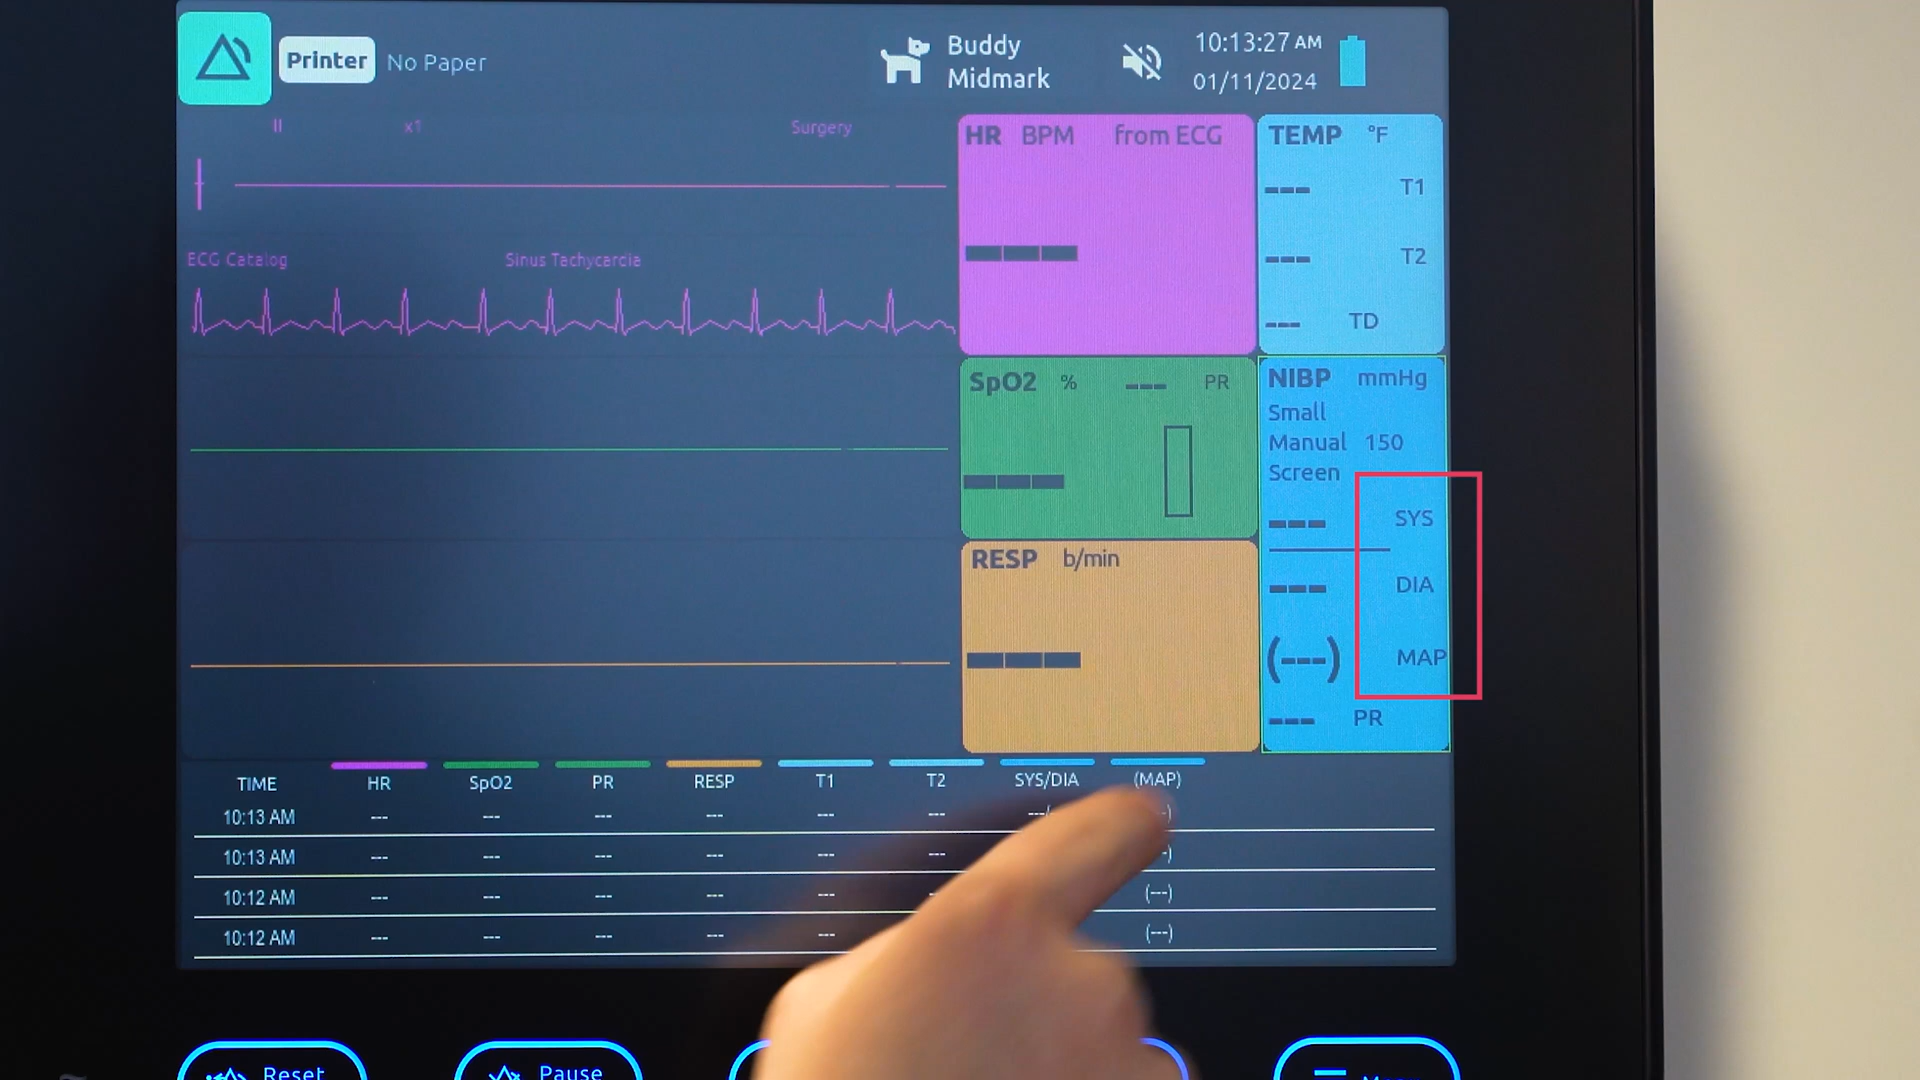 Printer No Paper
Buddy
Midmark
10:13:27 AM
01/11/2024
II x1 Surgery
ECG Catalog Sinus Tachycardia
HR BPM from ECG
---
TEMP °F
--- T1
--- T2
--- TD
SpO2 % --- PR
---
NIBP mmHg
Small
Manual 150
Screen
--- SYS
--- DIA
(---) MAP
--- PR
RESP b/min
---
TIME HR SpO2 PR RESP T1 T2 SYS/DIA (MAP)
10:13 AM --- --- --- --- --- ---
10:13 AM --- --- --- --- --- ---
10:12 AM --- --- --- --- --- (---)
10:12 AM --- --- --- --- --- (---)
Reset Pause